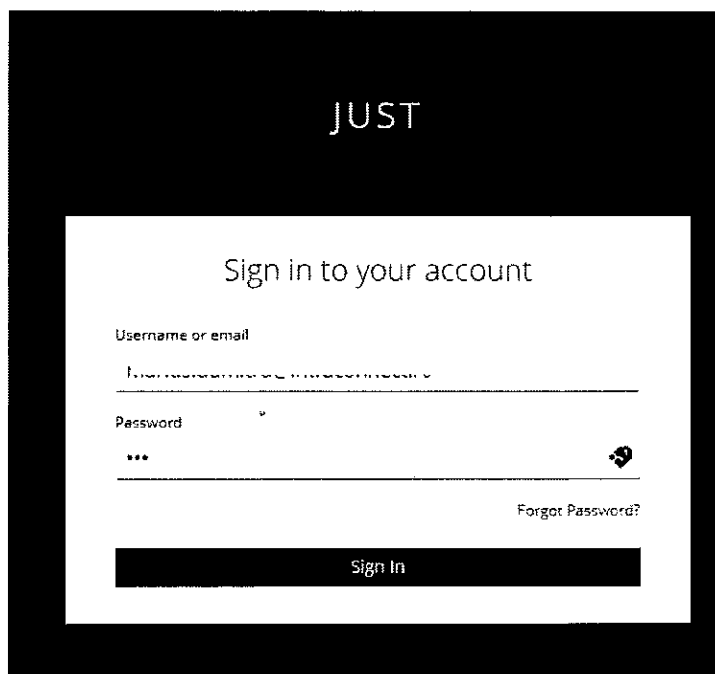 JUST
Sign in to your account
Username or email
Password
•••
Forgot Password?
Sign In